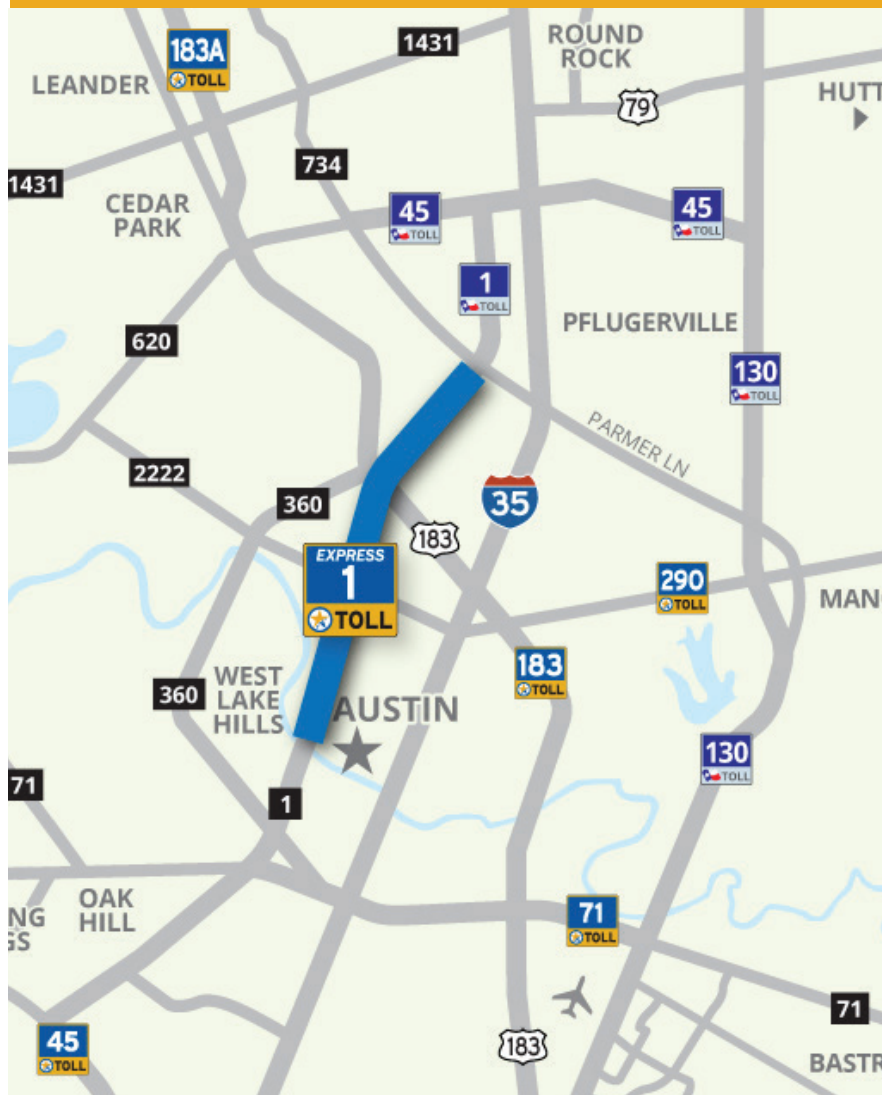 183A
TOLL
LEANDER
1431
ROUND
ROCK
79
HUTT
1431
734
CEDAR
PARK
45
TOLL
45
TOLL
1
TOLL
PFLUGERVILLE
620
130
TOLL
PARMER LN
2222
360
35
183
EXPRESS
1
TOLL
290
TOLL
MAN
183
TOLL
WEST
LAKE
HILLS
360
AUSTIN
130
TOLL
71
1
OAK
HILL
NG
GS
71
TOLL
71
45
TOLL
183
BASTR